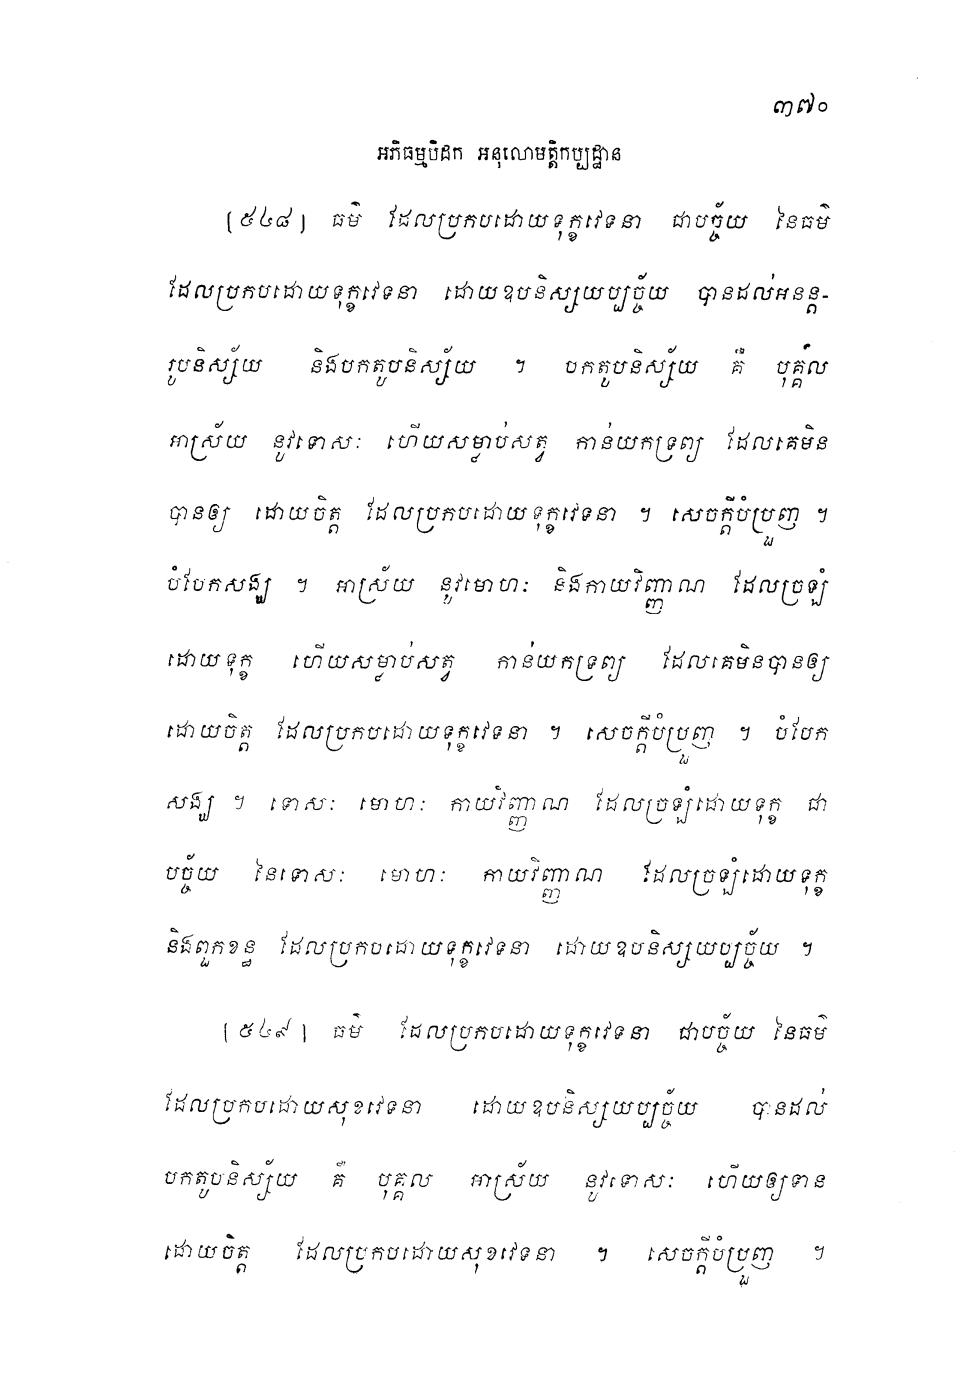 ៣៧០
អភិធម្មបិដក អនុលោមត្តិកប្បដ្ឋាន
[៥៤៨] ធម៌ ដែលប្រកបដោយទុក្ខវេទនា ជាបច្ច័យ នៃធម៌
ដែលប្រកបដោយទុក្ខវេទនា ដោយឧបនិស្សយប្បច្ច័យ បានដល់អនន្ត-
រូបនិស្ស័យ និងបកតូបនិស្ស័យ ។ បកតូបនិស្ស័យ គឺ បុគ្គល
អាស្រ័យ នូវទោសៈ ហើយសម្លាប់សត្វ កាន់យកទ្រព្យ ដែលគេមិន
បានឲ្យ ដោយចិត្ត ដែលប្រកបដោយទុក្ខវេទនា ។ សេចក្តីបំប្រួញ ។
បំបែកសង្ឃ ។ អាស្រ័យ នូវមោហៈ និងកាយវិញ្ញាណ ដែលច្រឡំ
ដោយទុក្ខ ហើយសម្លាប់សត្វ កាន់យកទ្រព្យ ដែលគេមិនបានឲ្យ
ដោយចិត្ត ដែលប្រកបដោយទុក្ខវេទនា ។ សេចក្តីបំប្រួញ ។ បំបែក
សង្ឃ ។ ទោសៈ មោហៈ កាយវិញ្ញាណ ដែលច្រឡំដោយទុក្ខ ជា
បច្ច័យ នៃទោសៈ មោហៈ កាយវិញ្ញាណ ដែលច្រឡំដោយទុក្ខ
និងពួកខន្ធ ដែលប្រកបដោយទុក្ខវេទនា ដោយឧបនិស្សយប្បច្ច័យ ។
[៥៤៩] ធម៌ ដែលប្រកបដោយទុក្ខវេទនា ជាបច្ច័យ នៃធម៌
ដែលប្រកបដោយសុខវេទនា ដោយឧបនិស្សយប្បច្ច័យ បានដល់
បកតូបនិស្ស័យ គឺ បុគ្គល អាស្រ័យ នូវទោសៈ ហើយឲ្យទាន
ដោយចិត្ត ដែលប្រកបដោយសុខវេទនា ។ សេចក្តីបំប្រួញ ។